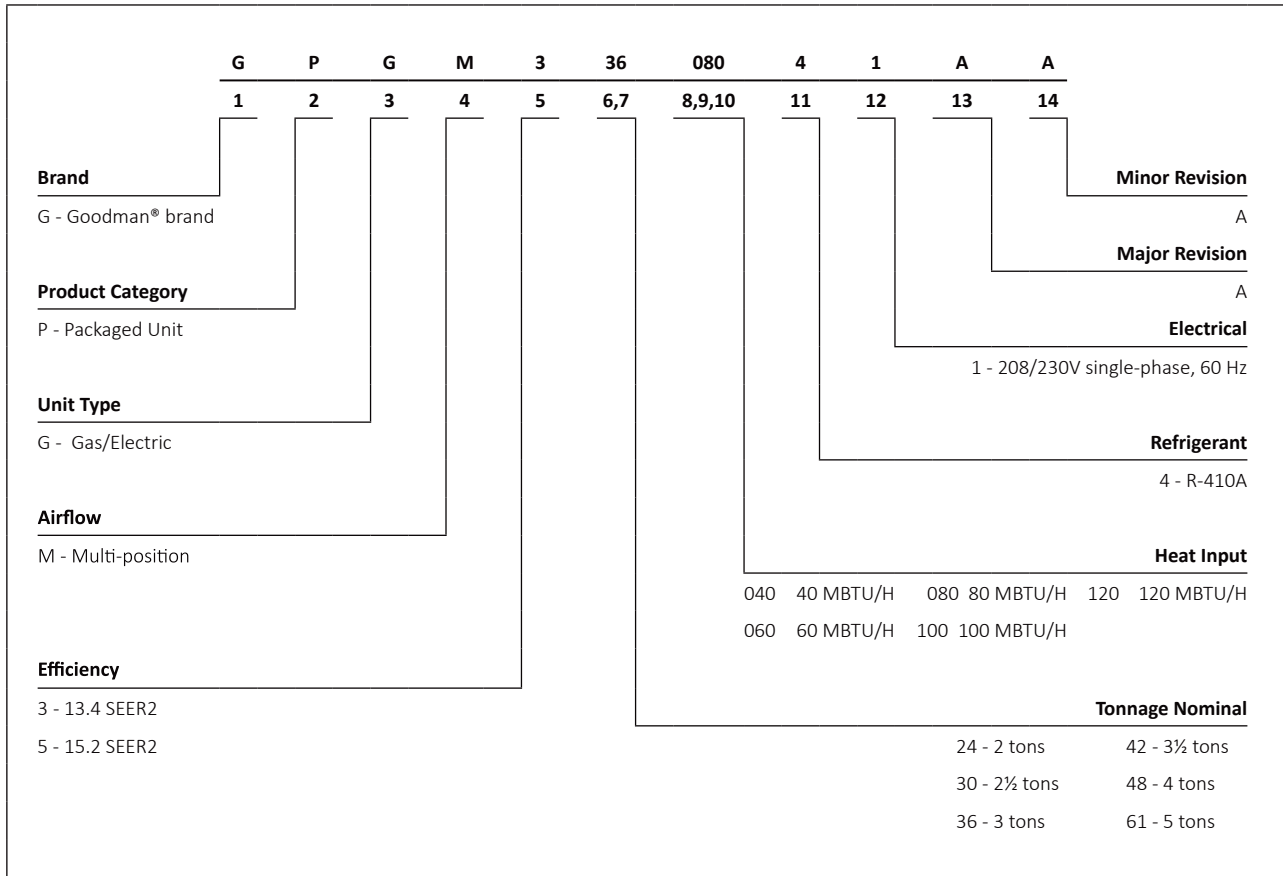 G P G M 3 36 080 4 1 A A
1 2 3 4 5 6,7 8,9,10 11 12 13 14
Brand
G - Goodman® brand
Product Category
P - Packaged Unit
Unit Type
G -  Gas/Electric
Airflow
M - Multi-position
Efficiency
3 - 13.4 SEER2
5 - 15.2 SEER2
Minor Revision
A
Major Revision
A
Electrical
1 - 208/230V single-phase, 60 Hz
Refrigerant
4 - R-410A
Heat Input
040 40 MBTU/H 080 80 MBTU/H 120 120 MBTU/H
060 60 MBTU/H 100 100 MBTU/H
Tonnage Nominal
24 - 2 tons 42 - 3½ tons
30 - 2½ tons 48 - 4 tons
36 - 3 tons 61 - 5 tons